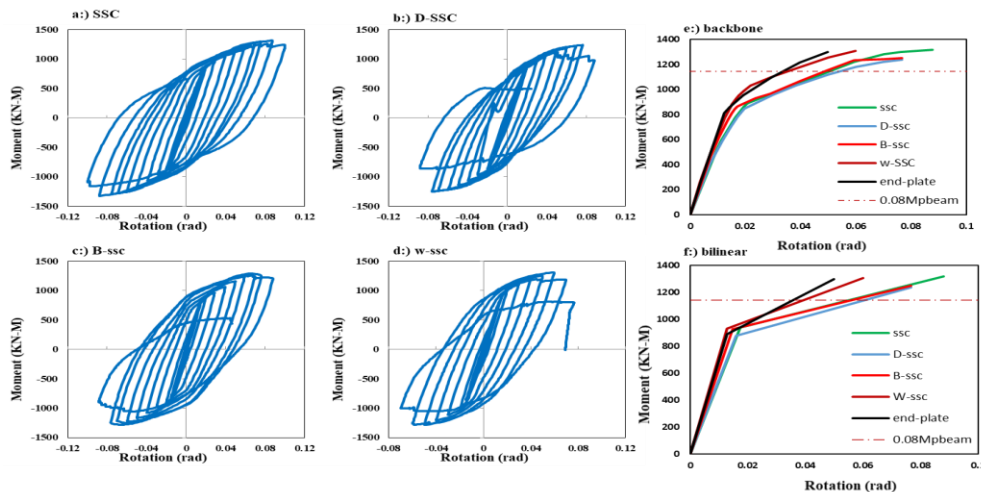 a:) SSC
1500
1000
500
0
-500
-1000
-1500
-0.12 -0.08 -0.04 0 0.04 0.08 0.12
Moment (KN-M)
Rotation (rad)
b:) D-SSC
1500
1000
500
0
-500
-1000
-1500
-0.12 -0.08 -0.04 0 0.04 0.08 0.12
Moment (KN-M)
Rotation (rad)
e:) backbone
1400
1200
1000
800
600
400
200
0
0 0.02 0.04 0.06 0.08 0.1
Moment (KN-M)
Rotation (rad)
ssc
D-ssc
B-ssc
w-SSC
end-plate
0.08Mpbeam
c:) B-ssc
1500
1000
500
0
-500
-1000
-1500
-0.12 -0.08 -0.04 0 0.04 0.08 0.12
Moment (KN-M)
Rotation (rad)
d:) w-ssc
1500
1000
500
0
-500
-1000
-1500
-0.12 -0.06 0 0.06 0.12
Moment (KN-M)
Rotation (rad)
f:) bilinear
1400
1200
1000
800
600
400
200
0
0 0.02 0.04 0.06 0.08
Moment (KN-M)
Rotation (rad)
ssc
D-ssc
B-ssc
W-ssc
end-plate
0.08Mpbeam